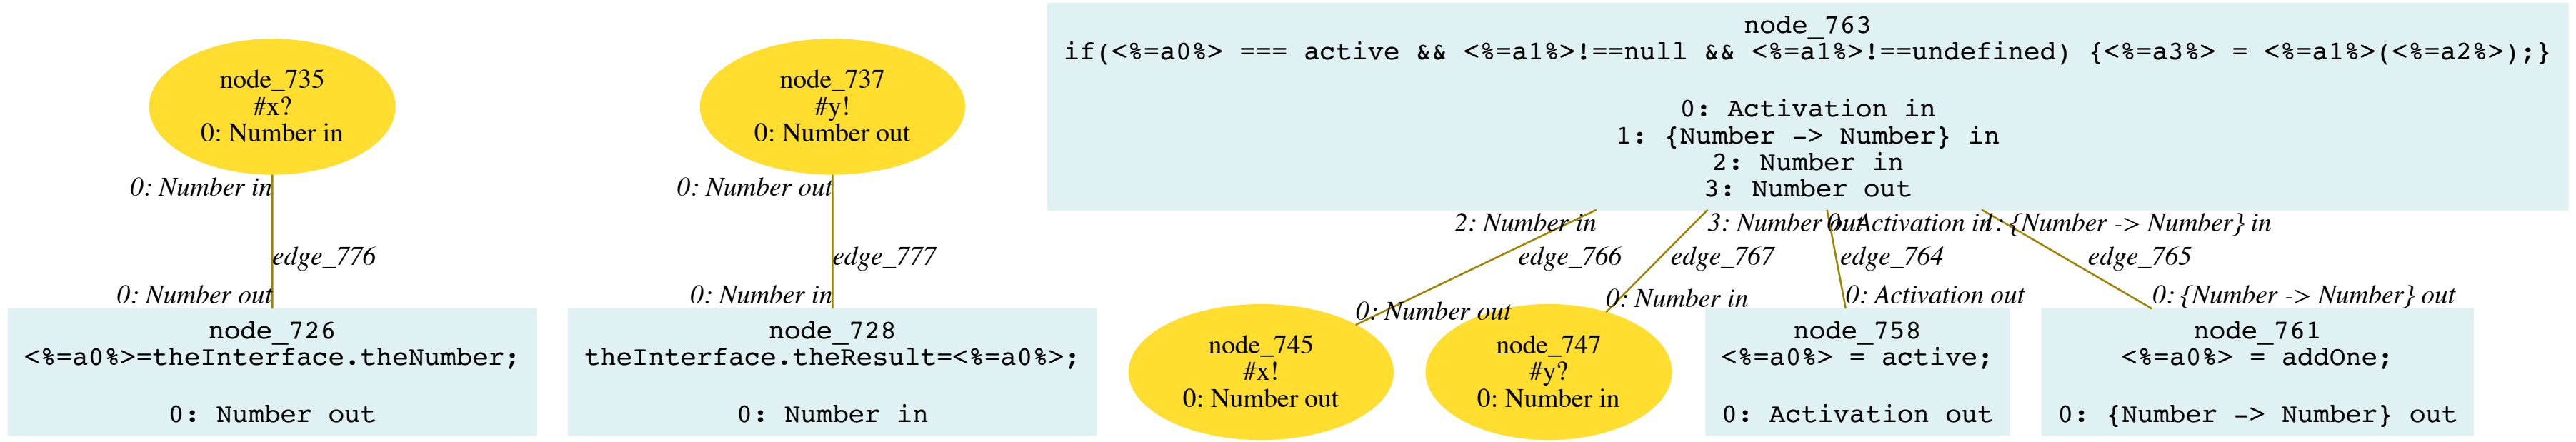 node_735
#x?
0: Number in
0: Number in
edge_776
0: Number out
node_726
<%=a0%>=theInterface.theNumber;
0: Number out
node_737
#y!
0: Number out
0: Number out
edge_777
0: Number in
node_728
theInterface.theResult=<%=a0%>;
0: Number in
node_763
if(<%=a0%> === active && <%=a1%>!==null && <%=a1%>!==undefined) {<%=a3%> = <%=a1%>(<%=a2%>);}
0: Activation in
1: {Number -> Number} in
2: Number in
3: Number out
2: Number in
3: Number out
0: Activation in
1: {Number -> Number} in
edge_766
edge_767
edge_764
edge_765
0: Number out
0: Number in
0: Activation out
0: {Number -> Number} out
node_745
#x!
0: Number out
node_747
#y?
0: Number in
node_758
<%=a0%> = active;
0: Activation out
node_761
<%=a0%> = addOne;
0: {Number -> Number} out